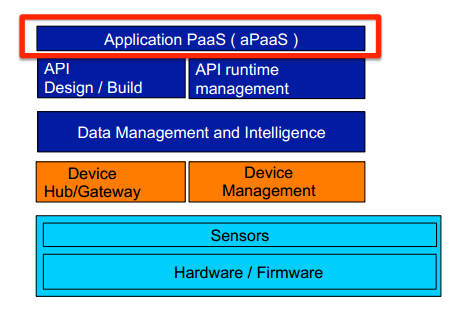 Application PaaS ( aPaaS )
API
Design / Build
API runtime
management
Data Management and Intelligence
Device
Hub/Gateway
Device
Management
Sensors
Hardware / Firmware